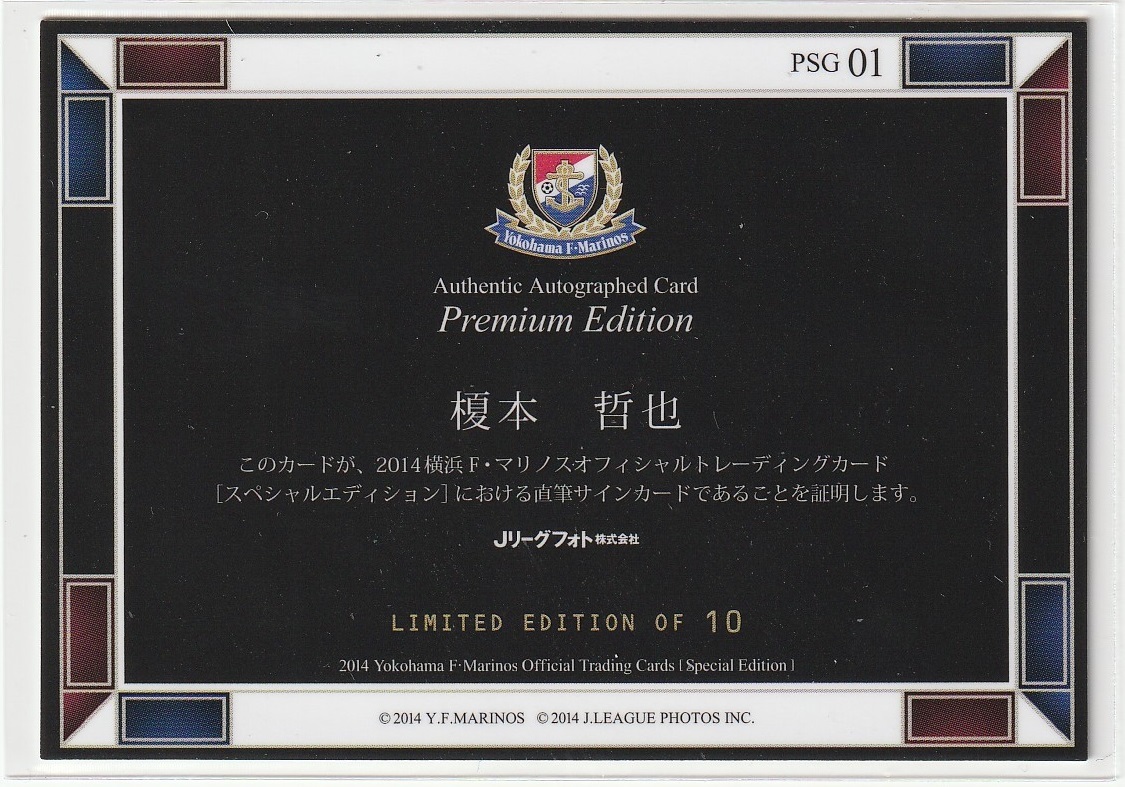 PSG 01
Yokohama F·Marinos
Authentic Autographed Card
Premium Edition
榎本　哲也
このカードが、2014横浜F・マリノスオフィシャルトレーディングカード
［スペシャルエディション］における直筆サインカードであることを証明します。
Jリーグフォト株式会社
LIMITED EDITION OF 10
2014 Yokohama F·Marinos Official Trading Cards [ Special Edition ]
©2014 Y.F.MARINOS ©2014 J.LEAGUE PHOTOS INC.